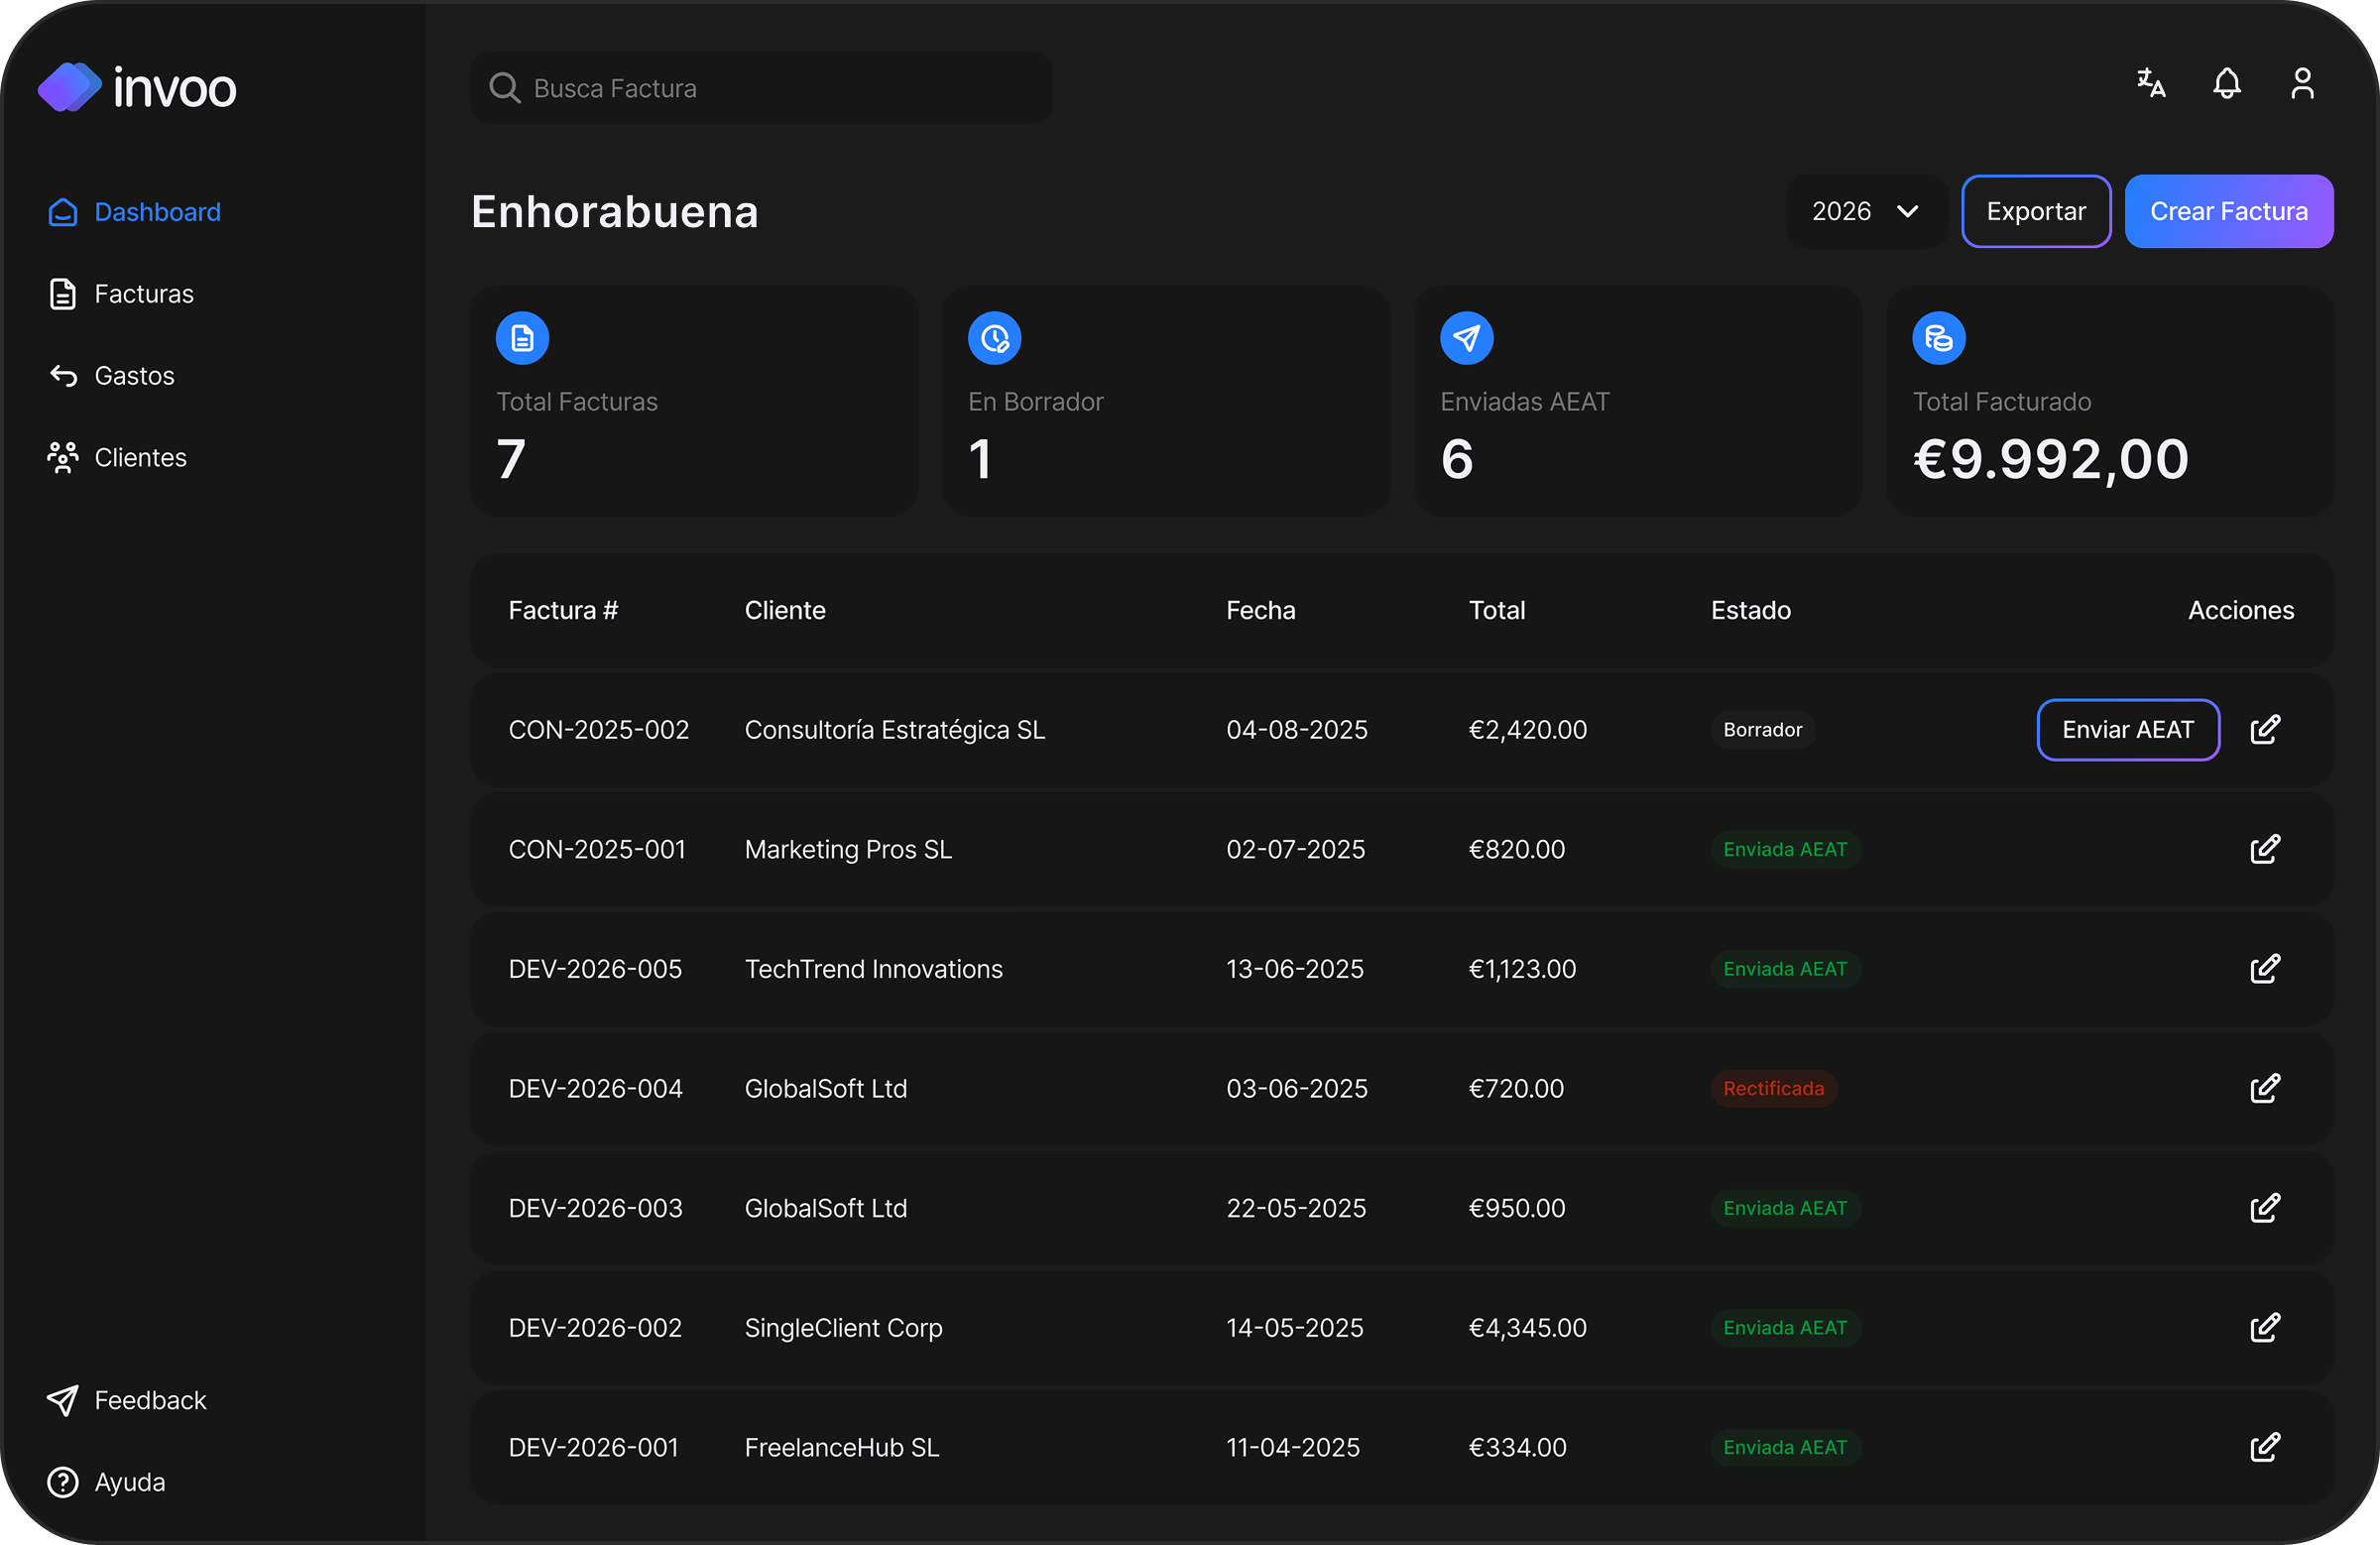 invoo
Busca Factura
Dashboard
Facturas
Gastos
Clientes
Feedback
Ayuda
Enhorabuena
2026
Exportar
Crear Factura
Total Facturas
7
En Borrador
1
Enviadas AEAT
6
Total Facturado
€9.992,00
Factura # Cliente Fecha Total Estado Acciones
CON-2025-002 Consultoría Estratégica SL 04-08-2025 €2,420.00 Borrador Enviar AEAT
CON-2025-001 Marketing Pros SL 02-07-2025 €820.00 Enviada AEAT
DEV-2026-005 TechTrend Innovations 13-06-2025 €1,123.00 Enviada AEAT
DEV-2026-004 GlobalSoft Ltd 03-06-2025 €720.00 Rectificada
DEV-2026-003 GlobalSoft Ltd 22-05-2025 €950.00 Enviada AEAT
DEV-2026-002 SingleClient Corp 14-05-2025 €4,345.00 Enviada AEAT
DEV-2026-001 FreelanceHub SL 11-04-2025 €334.00 Enviada AEAT